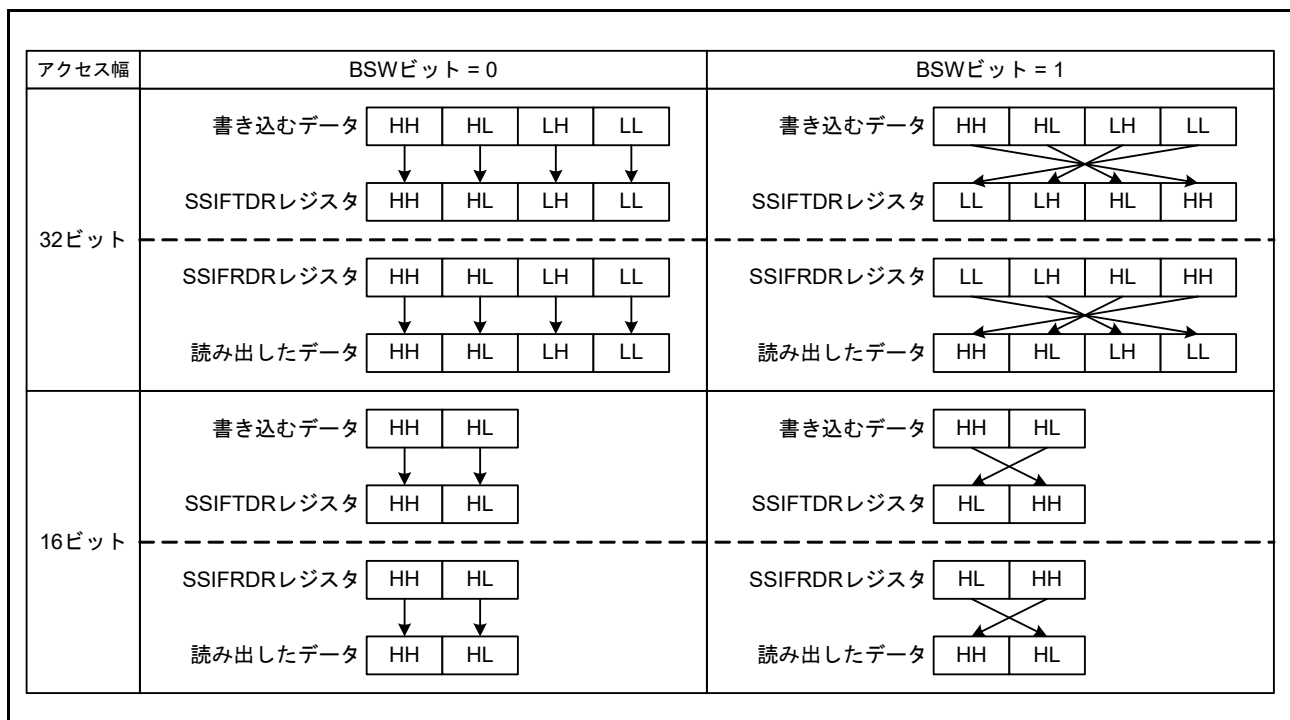 アクセス幅 BSWビット = 0 BSWビット = 1
書き込むデータ HH HL LH LL 書き込むデータ HH HL LH LL
SSIFTDRレジスタ HH HL LH LL SSIFTDRレジスタ LL LH HL HH
32ビット
SSIFRDRレジスタ HH HL LH LL SSIFRDRレジスタ LL LH HL HH
読み出したデータ HH HL LH LL 読み出したデータ HH HL LH LL
書き込むデータ HH HL 書き込むデータ HH HL
SSIFTDRレジスタ HH HL SSIFTDRレジスタ HL HH
16ビット
SSIFRDRレジスタ HH HL SSIFRDRレジスタ HL HH
読み出したデータ HH HL 読み出したデータ HH HL